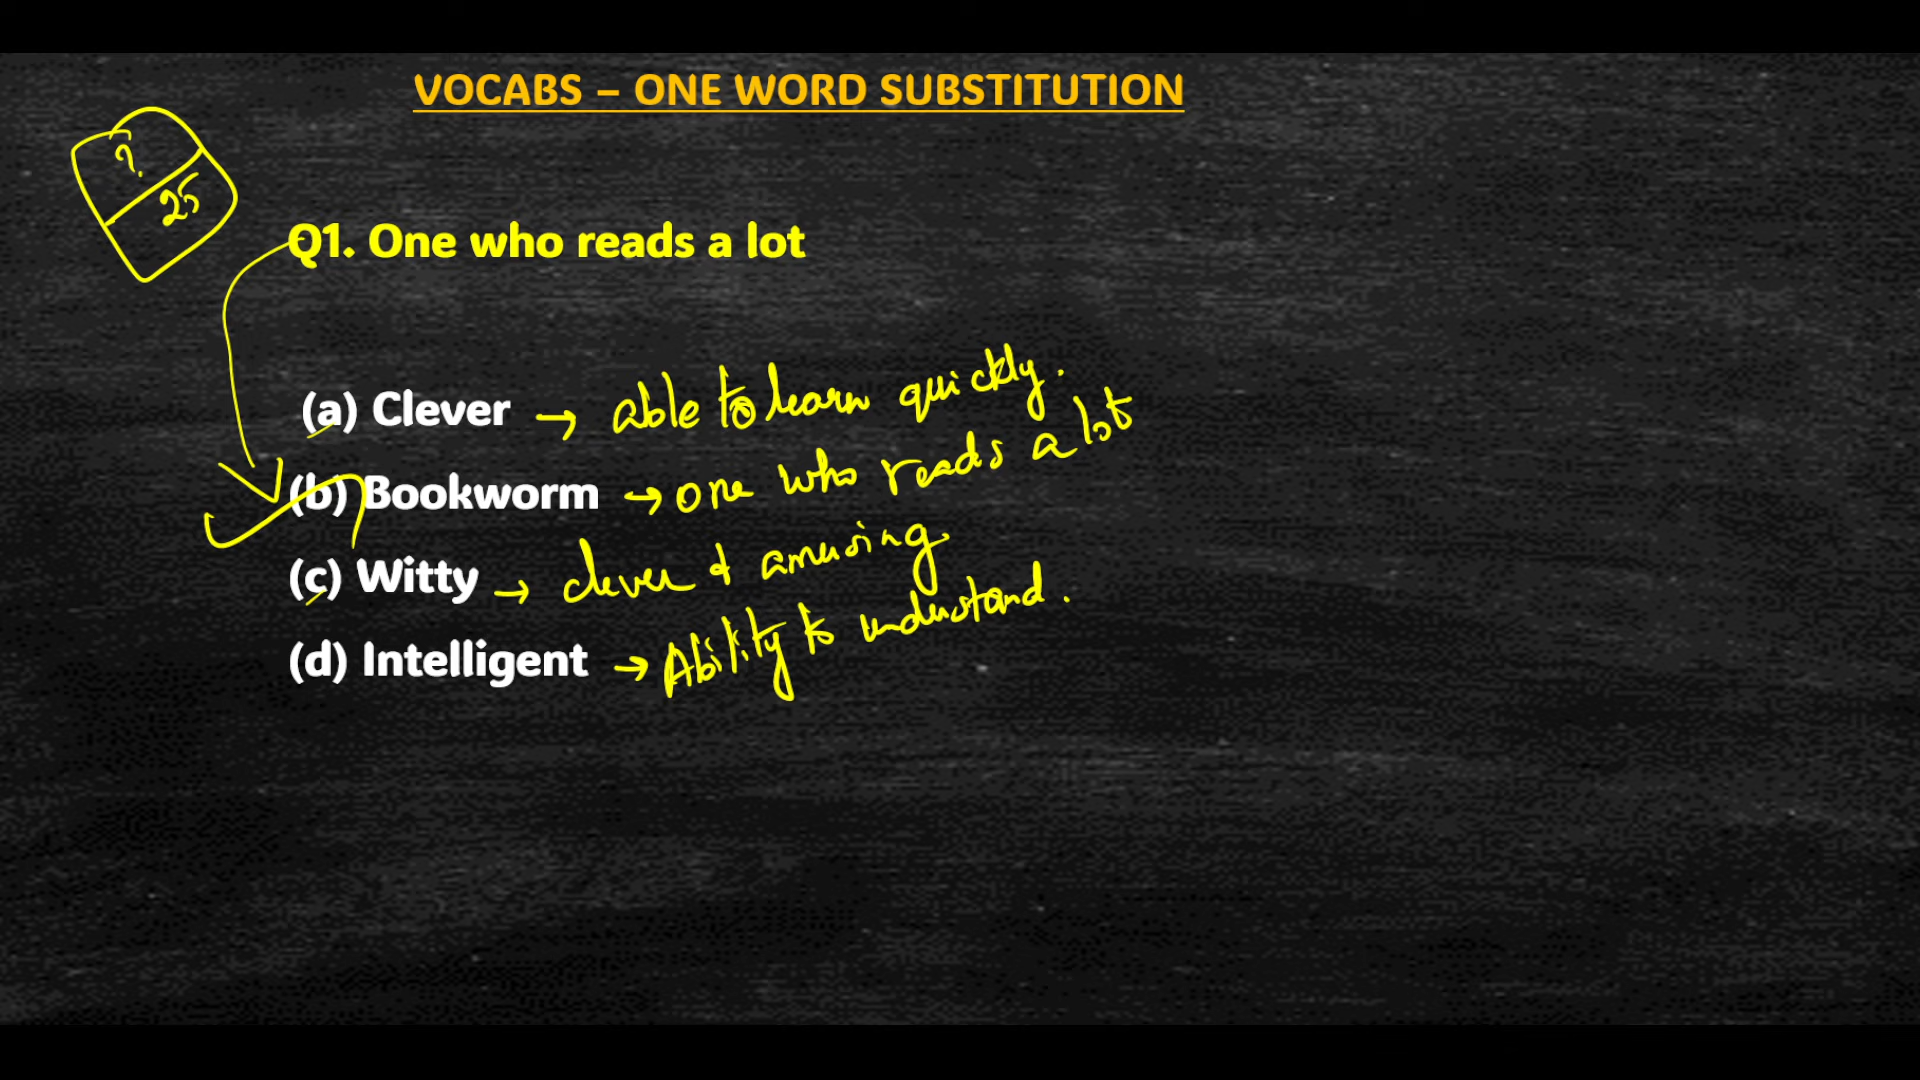 VOCABS – ONE WORD SUBSTITUTION
?
25
Q1. One who reads a lot
(a) Clever → able to learn quickly.
(b) Bookworm → one who reads a lot
(c) Witty → clever & amusing.
(d) Intelligent → Ability to understand.